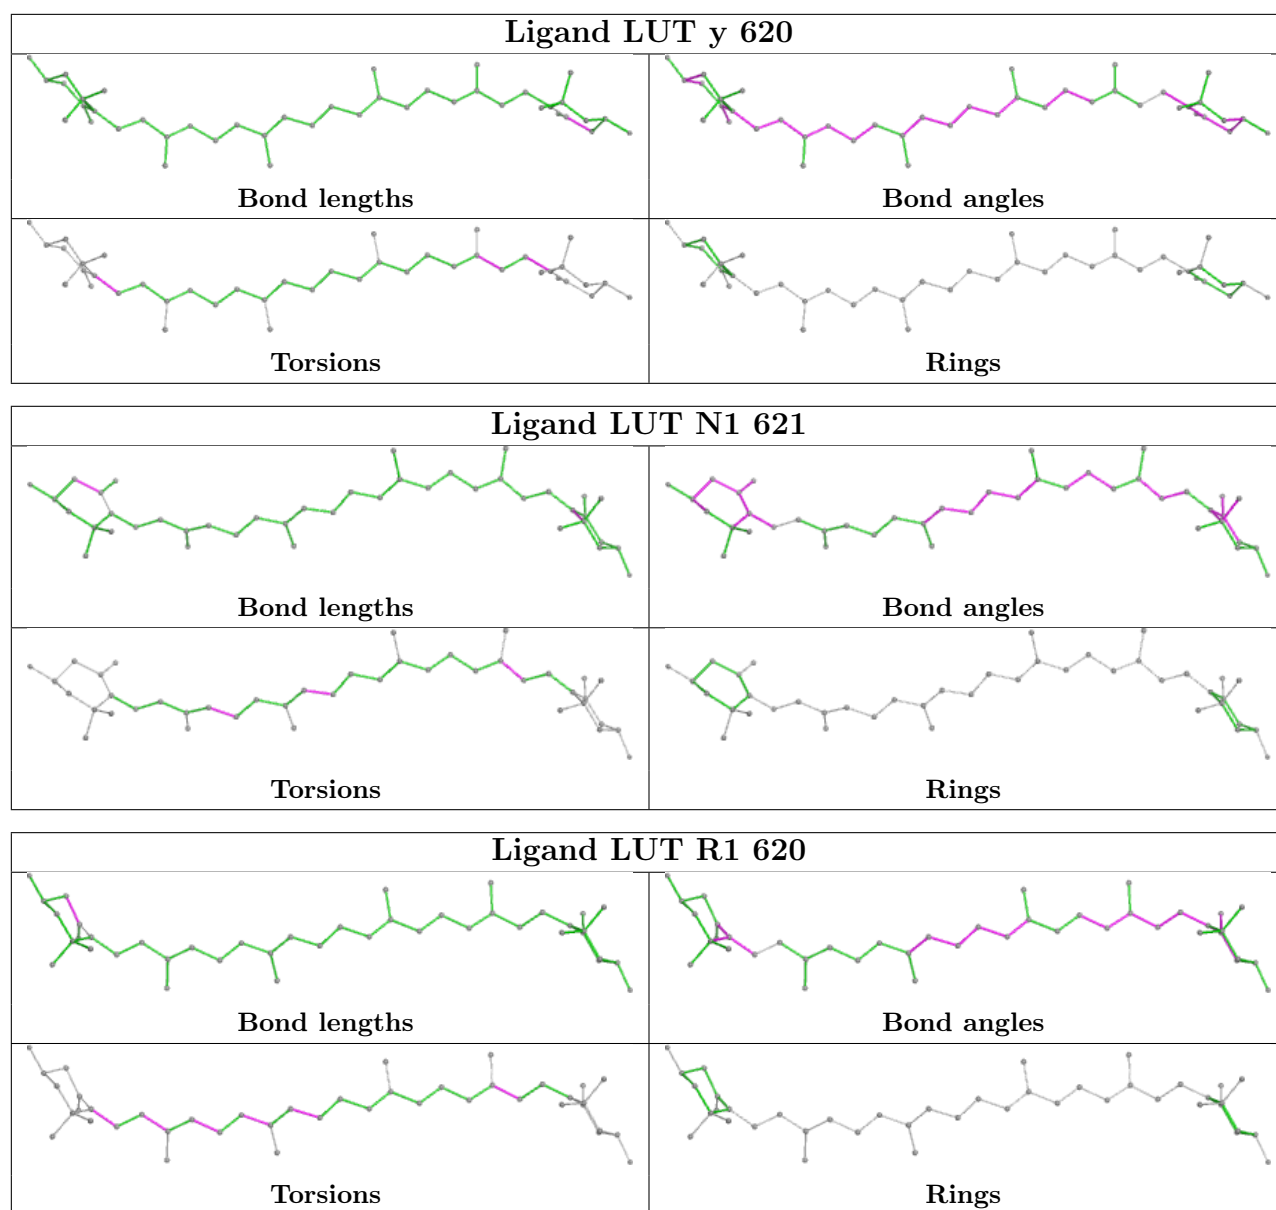 Ligand LUT y 620
Bond lengths
Bond angles
Torsions
Rings
Ligand LUT N1 621
Bond lengths
Bond angles
Torsions
Rings
Ligand LUT R1 620
Bond lengths
Bond angles
Torsions
Rings